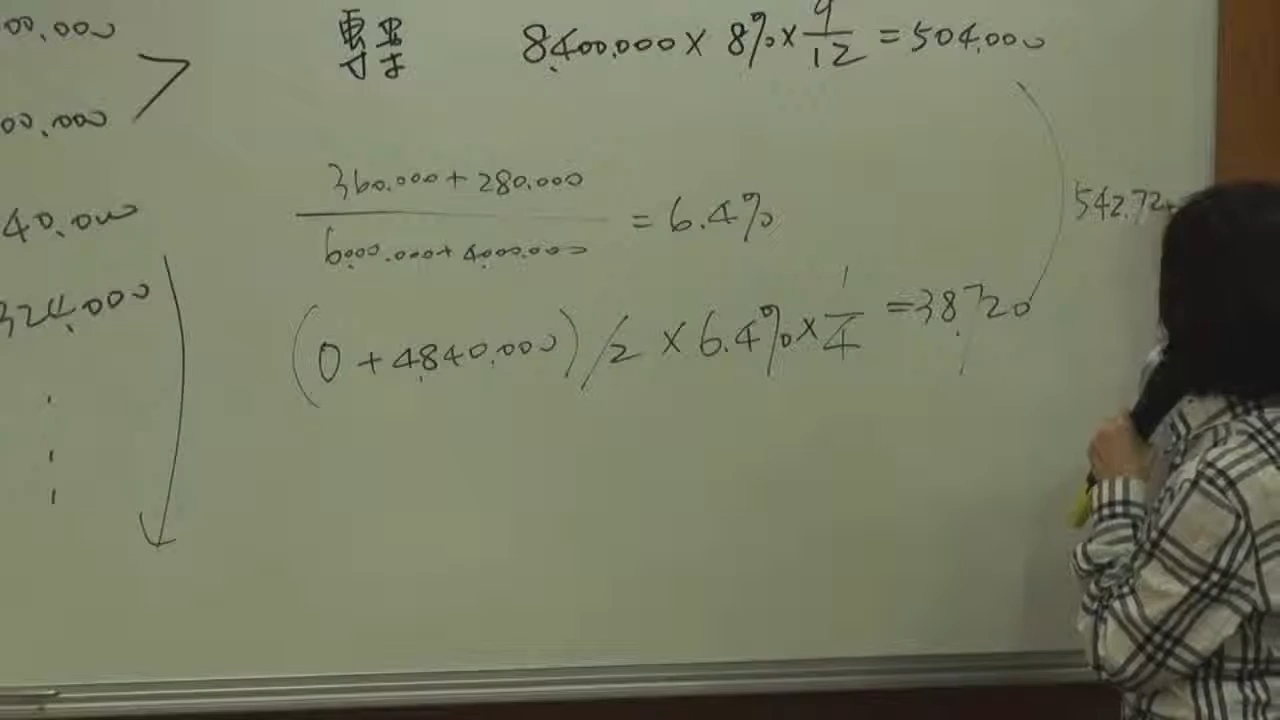 00,000
專案 8,400,000 × 8% × 9/12 = 504,000
00,000
360,000 + 280,000
6,000,000 + 4,000,000 = 6.4%
542,72
40,000
324,000
(0 + 4,840,000) /2 × 6.4% × 1/4 = 38,720